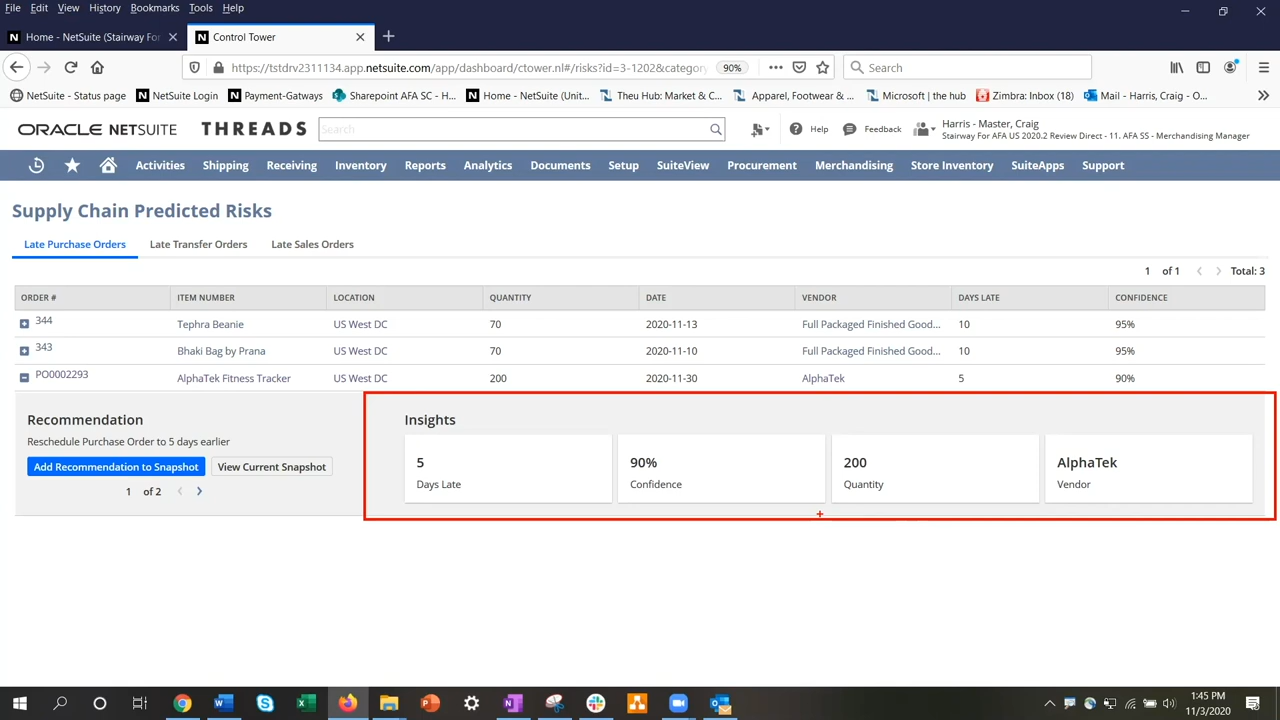 File Edit View History Bookmarks Tools Help
N Home - NetSuite (Stairway For
N Control Tower
https://tstdrv2311134.app.netsuite.com/app/dashboard/ctower.nl#/risks?id=3-1202&category
90%
Search
NetSuite - Status page
N NetSuite Login
N Payment-Gatways
Sharepoint AFA SC - H...
N Home - NetSuite (Unit...
Theu Hub: Market & C...
Apparel, Footwear & ...
Microsoft | the hub
Zimbra: Inbox (18)
Mail - Harris, Craig - O...
ORACLE NETSUITE
THREADS
Search
Help
Feedback
Harris - Master, Craig
Stairway For AFA US 2020.2 Review Direct - 11. AFA SS - Merchandising Manager
Activities Shipping Receiving Inventory Reports Analytics Documents Setup SuiteView Procurement Merchandising Store Inventory SuiteApps Support
Supply Chain Predicted Risks
Late Purchase Orders Late Transfer Orders Late Sales Orders
1 of 1 Total: 3
ORDER # ITEM NUMBER LOCATION QUANTITY DATE VENDOR DAYS LATE CONFIDENCE
344 Tephra Beanie US West DC 70 2020-11-13 Full Packaged Finished Good... 10 95%
343 Bhaki Bag by Prana US West DC 70 2020-11-10 Full Packaged Finished Good... 10 95%
PO0002293 AlphaTek Fitness Tracker US West DC 200 2020-11-30 AlphaTek 5 90%
Recommendation
Reschedule Purchase Order to 5 days earlier
Add Recommendation to Snapshot
View Current Snapshot
1 of 2
Insights
5
Days Late
90%
Confidence
200
Quantity
AlphaTek
Vendor
1:45 PM
11/3/2020